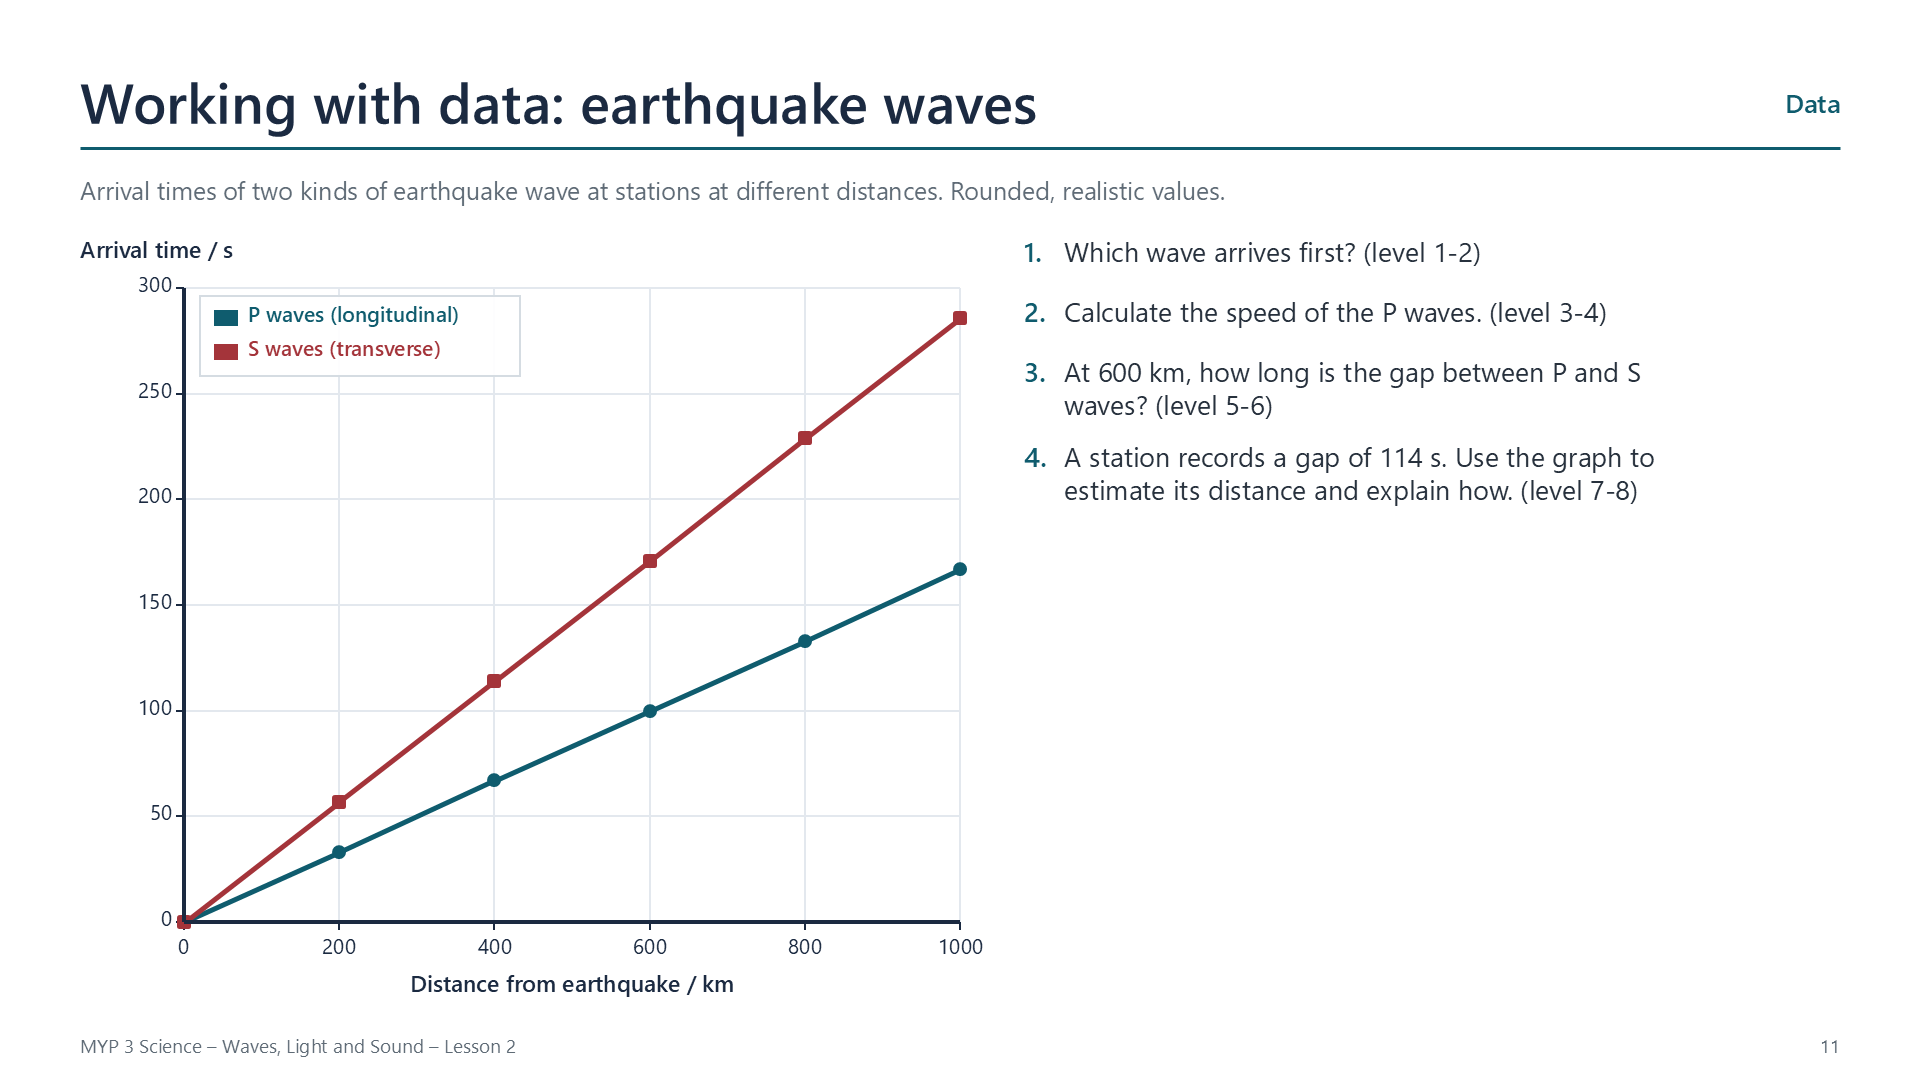 Working with data: earthquake waves
Data
Arrival times of two kinds of earthquake wave at stations at different distances. Rounded, realistic values.
Arrival time / s
300
250
200
150
100
50
0
P waves (longitudinal)
S waves (transverse)
0
200
400
600
800
1000
Distance from earthquake / km
1. Which wave arrives first? (level 1-2)
2. Calculate the speed of the P waves. (level 3-4)
3. At 600 km, how long is the gap between P and S
waves? (level 5-6)
4. A station records a gap of 114 s. Use the graph to
estimate its distance and explain how. (level 7-8)
MYP 3 Science – Waves, Light and Sound – Lesson 2
11